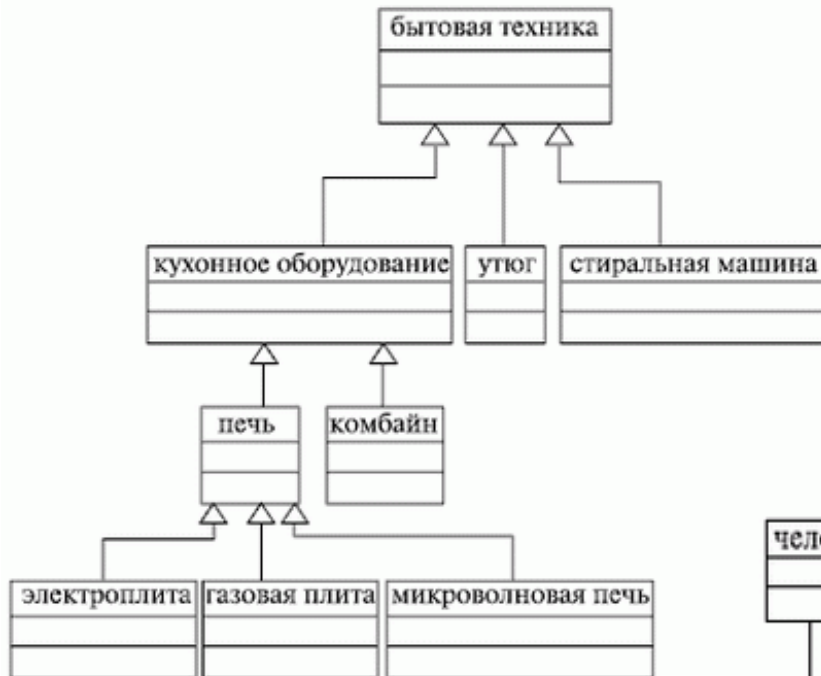 бытовая техника
кухонное оборудование
утюг
стиральная машина
печь
комбайн
электроплита
газовая плита
микроволновая печь